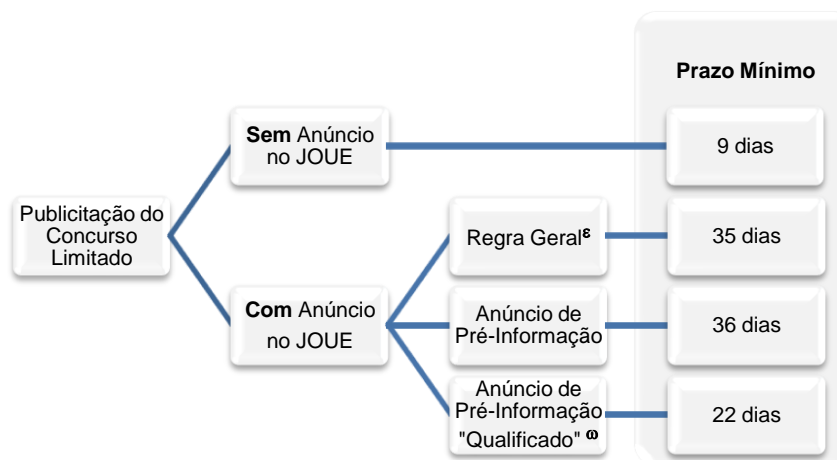 Prazo Mínimo
Sem Anúncio
no JOUE
9 dias
Publicitação do
Concurso
Limitado
Regra Geralε
35 dias
Com Anúncio
no JOUE
Anúncio de
Pré-Informação
36 dias
Anúncio de
Pré-Informação
"Qualificado" ω
22 dias